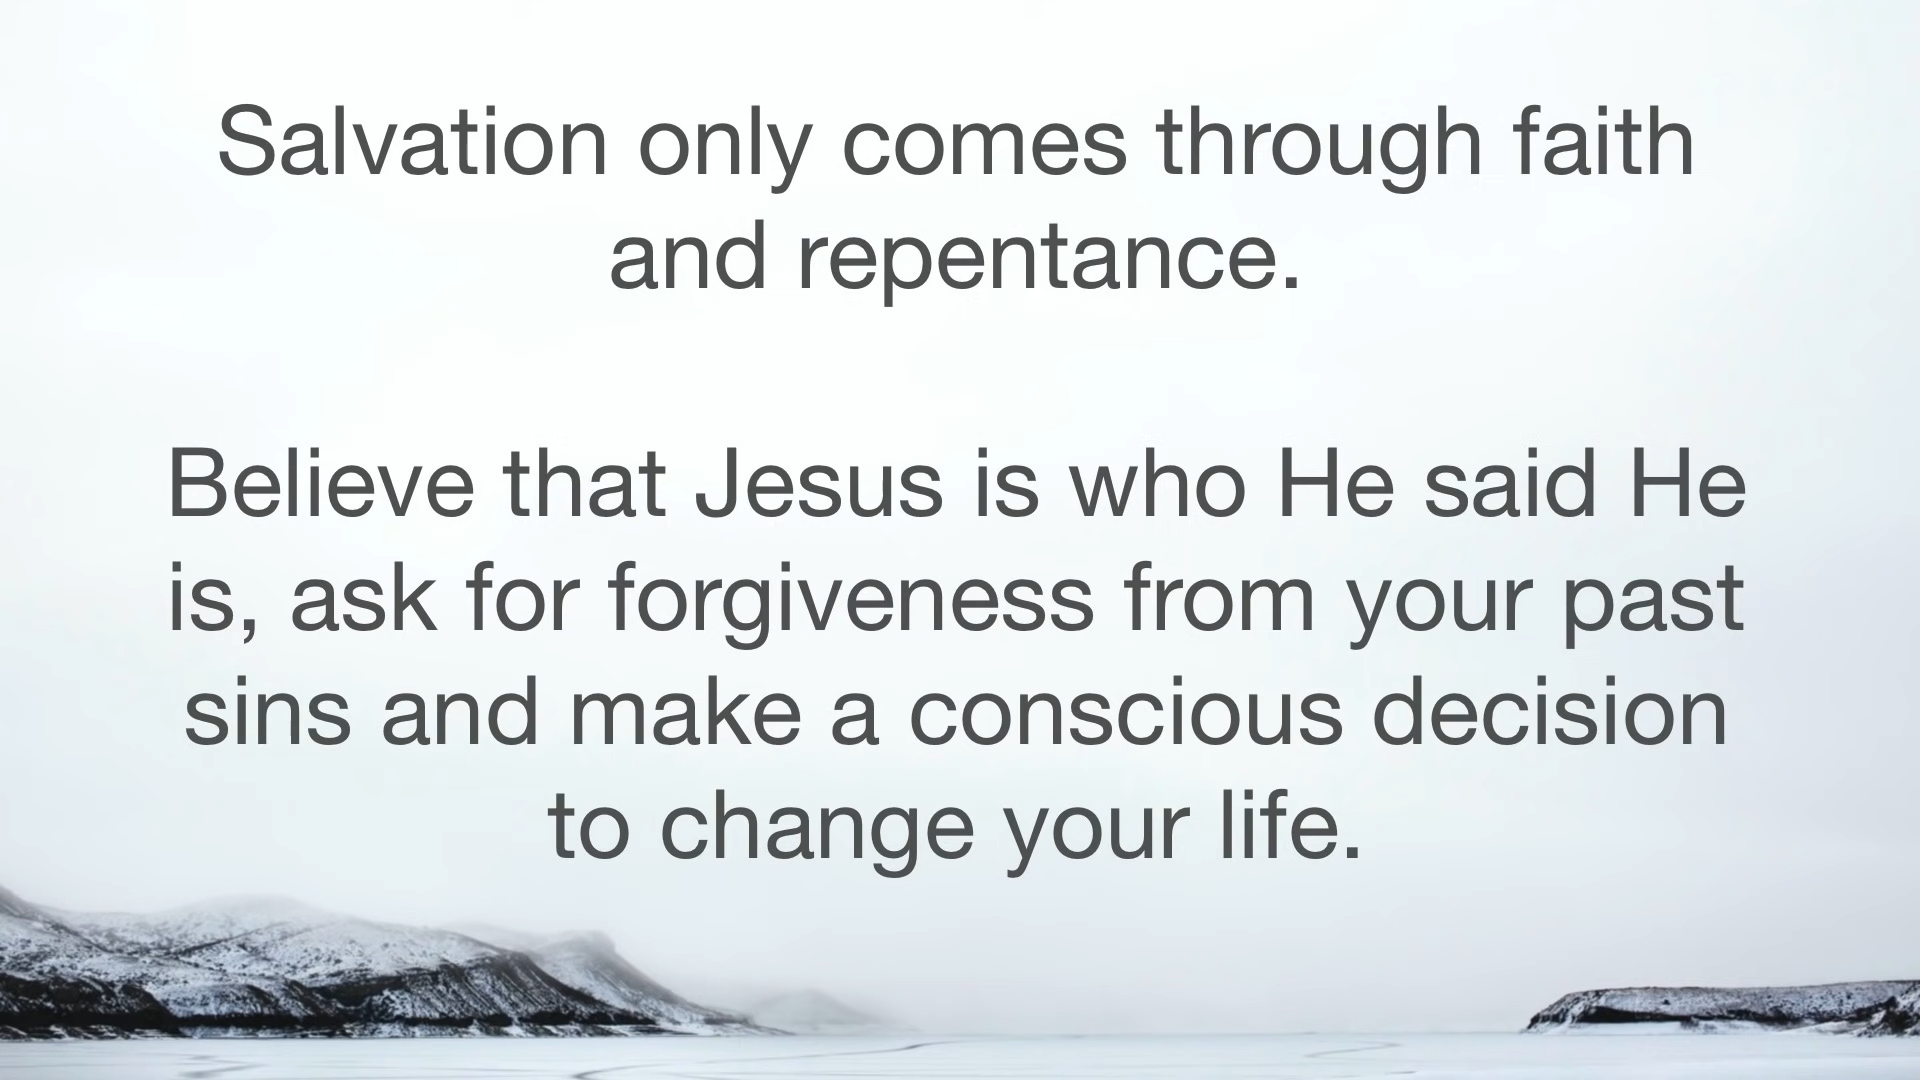 Salvation only comes through faith
and repentance.
Believe that Jesus is who He said He
is, ask for forgiveness from your past
sins and make a conscious decision
to change your life.